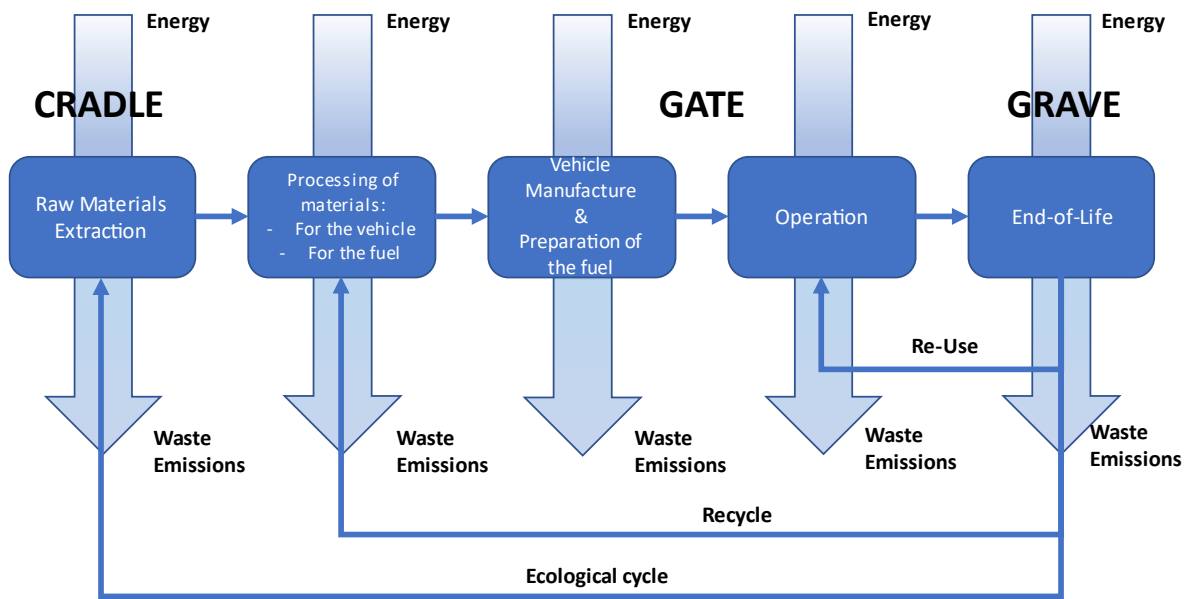 Energy
Energy
Energy
Energy
Energy
CRADLE
GATE
GRAVE
Raw Materials
Extraction
Processing of
materials:
- For the vehicle
- For the fuel
Vehicle
Manufacture
&
Preparation of
the fuel
Operation
End-of-Life
Re-Use
Waste
Emissions
Waste
Emissions
Waste
Emissions
Waste
Emissions
Waste
Emissions
Recycle
Ecological cycle